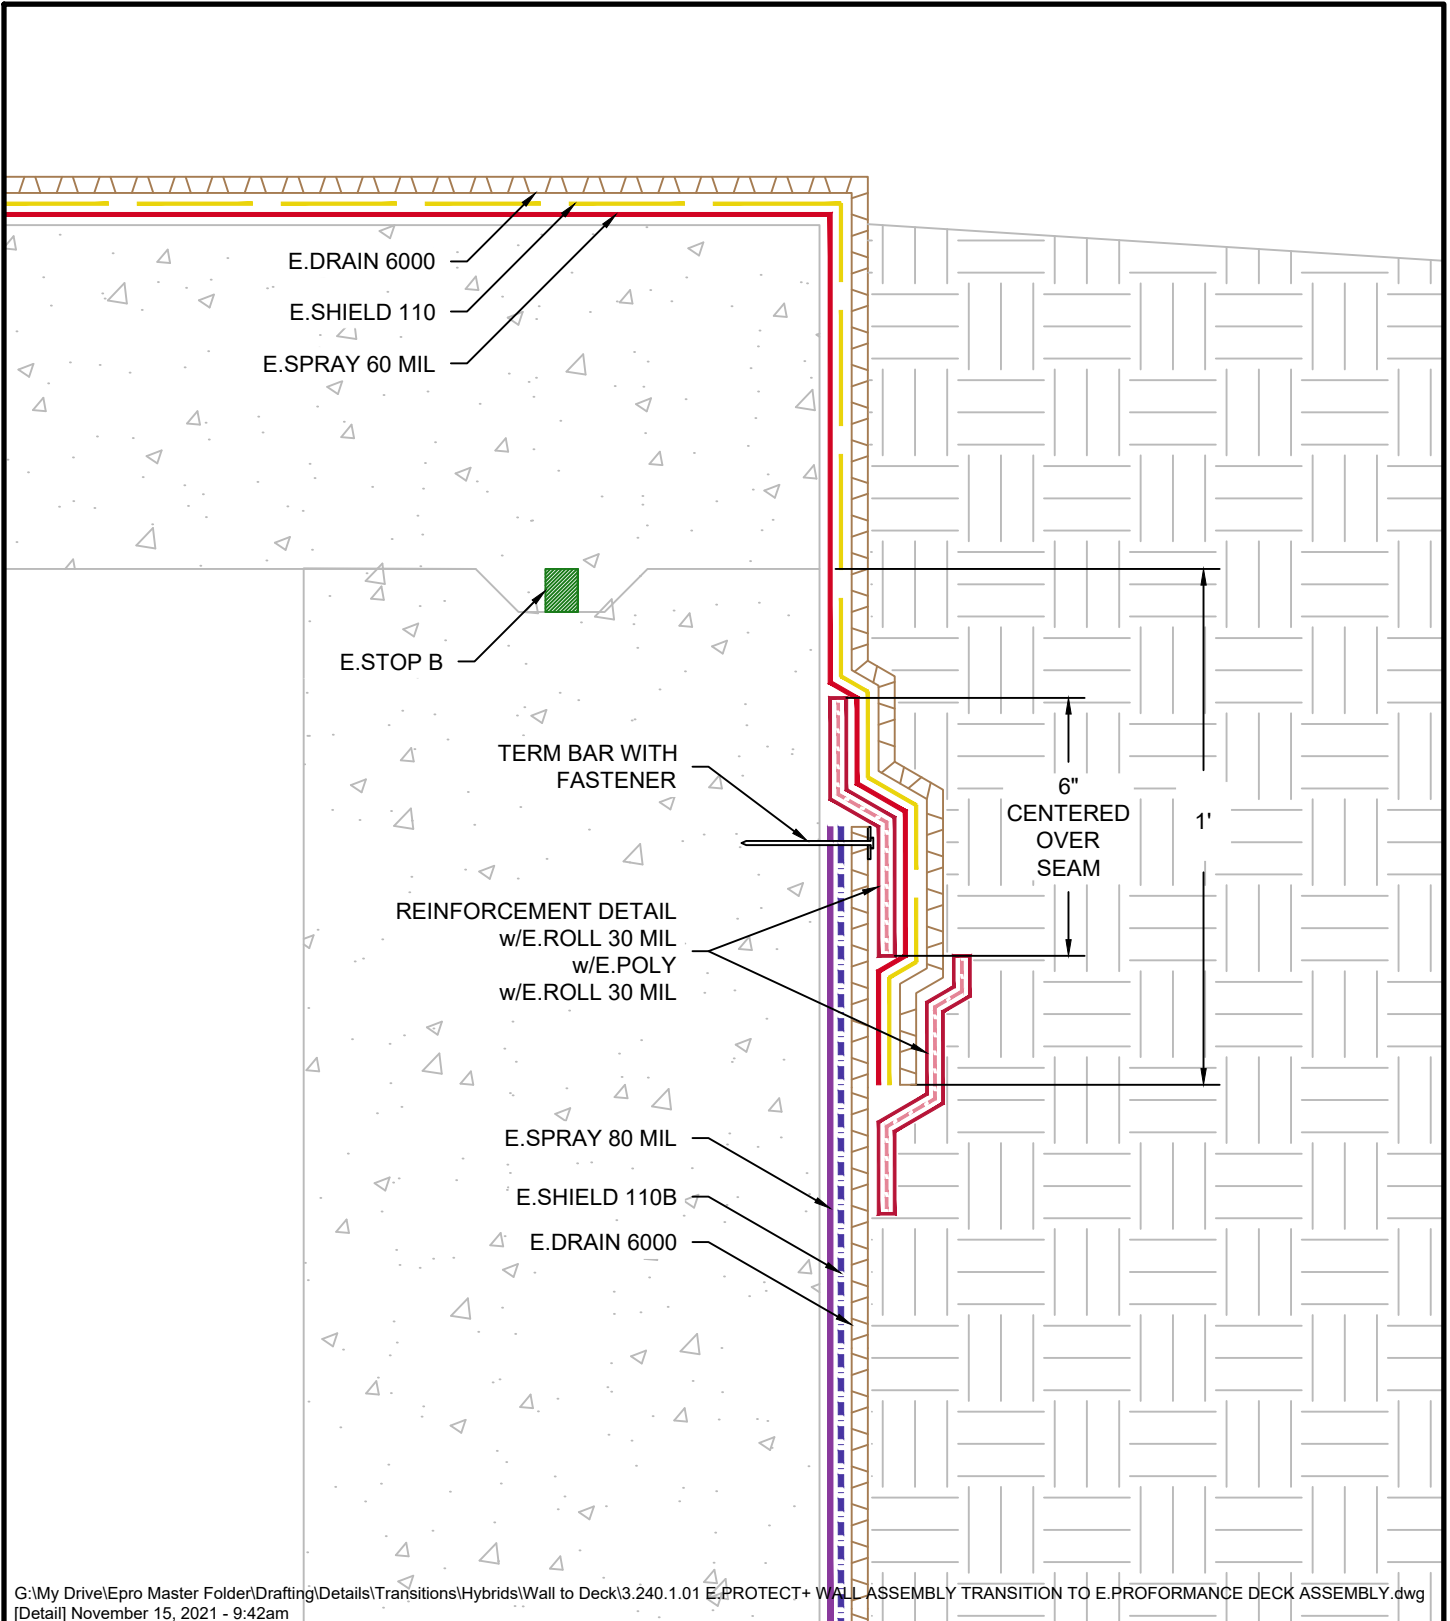 E.DRAIN 6000
E.SHIELD 110
E.SPRAY 60 MIL
E.STOP B
TERM BAR WITH
FASTENER
6"
CENTERED
OVER
SEAM
1'
REINFORCEMENT DETAIL
w/E.ROLL 30 MIL
w/E.POLY
w/E.ROLL 30 MIL
E.SPRAY 80 MIL
E.SHIELD 110B
E.DRAIN 6000
G:\My Drive\Epro Master Folder\Drafting\Details\Transitions\Hybrids\Wall to Deck\3.240.1.01 E.PROTECT+ WALL ASSEMBLY TRANSITION TO E.PROFORMANCE DECK ASSEMBLY.dwg
[Detail] November 15, 2021 - 9:42am